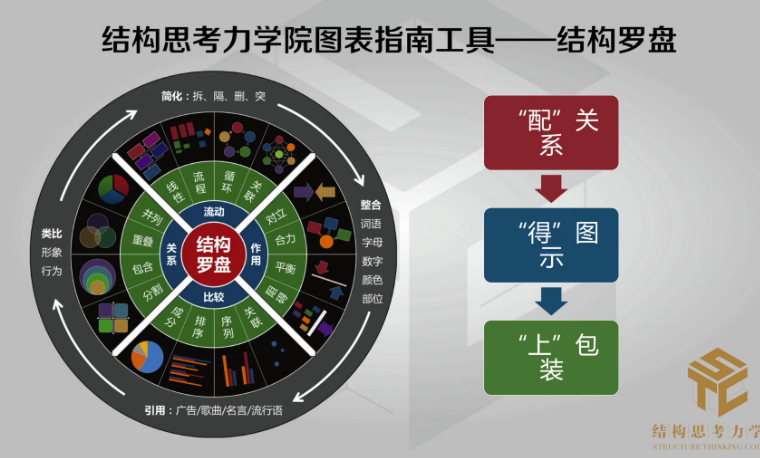 结构思考力学院图表指南工具——结构罗盘
简化：拆、隔、删、突
线性
流程
循环
关联
流动
并列
重叠
包含
分割
关系
结构
罗盘
作用
对立
合力
平衡
阻碍
比较
成分
排序
序列
关联
类比
形象
行为
整合
词语
字母
数字
颜色
部位
引用：广告/歌曲/名言/流行语
“配”关
系
“得”图
示
“上”包
装
STC
结构思考力学
STRUCTURE THINKING COL